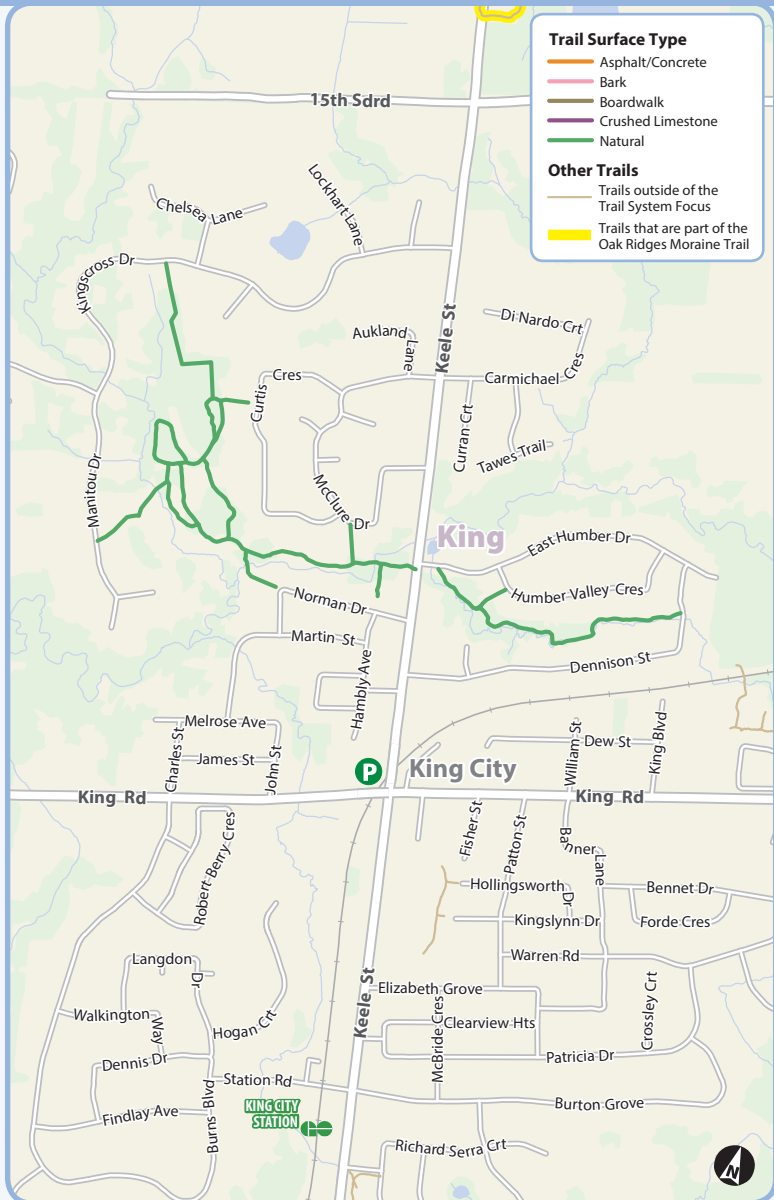 Trail Surface Type
Asphalt/Concrete
Bark
Boardwalk
Crushed Limestone
Natural
Other Trails
Trails outside of the
Trail System Focus
Trails that are part of the
Oak Ridges Moraine Trail
15th Sdrd
Chelsea Lane
Lockhart Lane
Kingscross Dr
Keele St
Di Nardo Crt
Aukland
Lane
Carmichael Cres
Curtis
Cres
Curran Crt
Tawes Trail
Manitou Dr
McClure Dr
King
East Humber Dr
Humber Valley Cres
Norman Dr
Martin St
Hambly Ave
Dennison St
Melrose Ave
Charles St
James St
John St
William St
Dew St
King Blvd
P
King City
King Rd
King Rd
Robert Berry Cres
Fisher St
Patton St
Banner
Lane
Hollingsworth
Dr
Bennet Dr
Kingslynn Dr
Forde Cres
Warren Rd
Langdon
Dr
Keele St
Elizabeth Grove
Walkington
Way
Hogan Crt
McBride Cres
Clearview Hts
Crossley Crt
Dennis Dr
Patricia Dr
Station Rd
Burton Grove
Findlay Ave
Burns Blvd
KING CITY
STATION
Richard Serra Crt
N